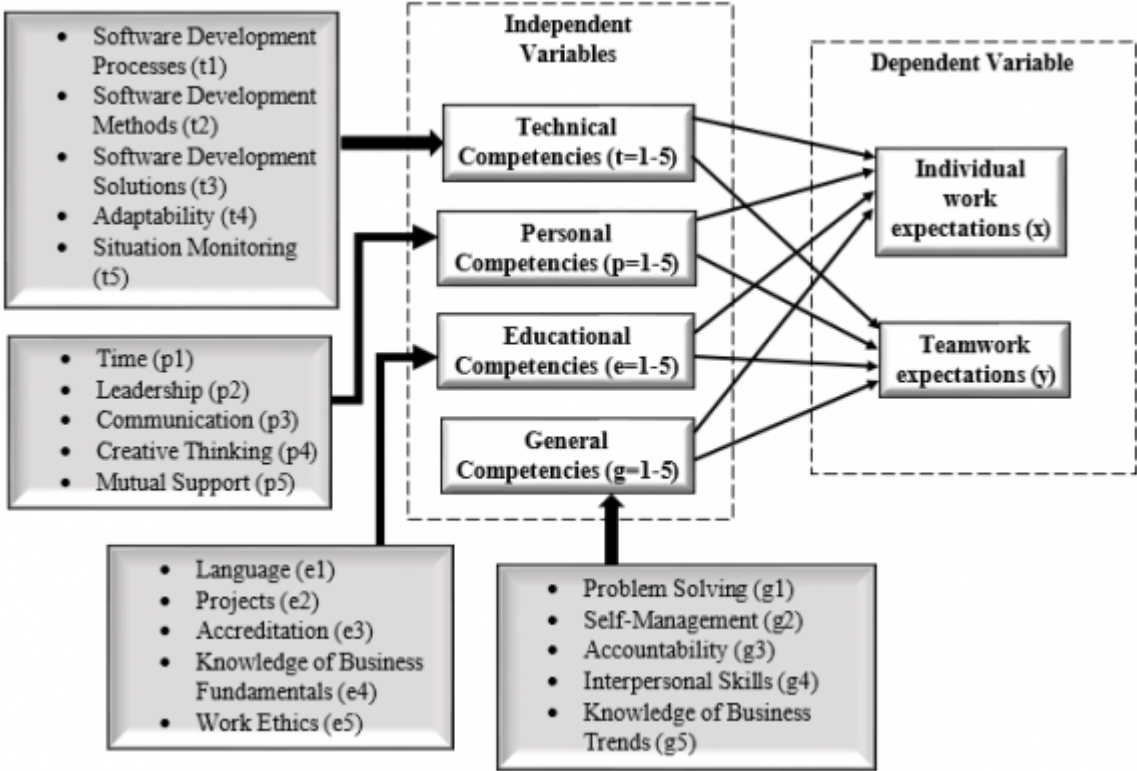 • Software Development
Processes (t1)
• Software Development
Methods (t2)
• Software Development
Solutions (t3)
• Adaptability (t4)
• Situation Monitoring
(t5)
• Time (p1)
• Leadership (p2)
• Communication (p3)
• Creative Thinking (p4)
• Mutual Support (p5)
• Language (e1)
• Projects (e2)
• Accreditation (e3)
• Knowledge of Business
Fundamentals (e4)
• Work Ethics (e5)
Independent
Variables
Technical
Competencies (t=1-5)
Personal
Competencies (p=1-5)
Educational
Competencies (e=1-5)
General
Competencies (g=1-5)
• Problem Solving (g1)
• Self-Management (g2)
• Accountability (g3)
• Interpersonal Skills (g4)
• Knowledge of Business
Trends (g5)
Dependent Variable
Individual
work
expectations (x)
Teamwork
expectations (y)